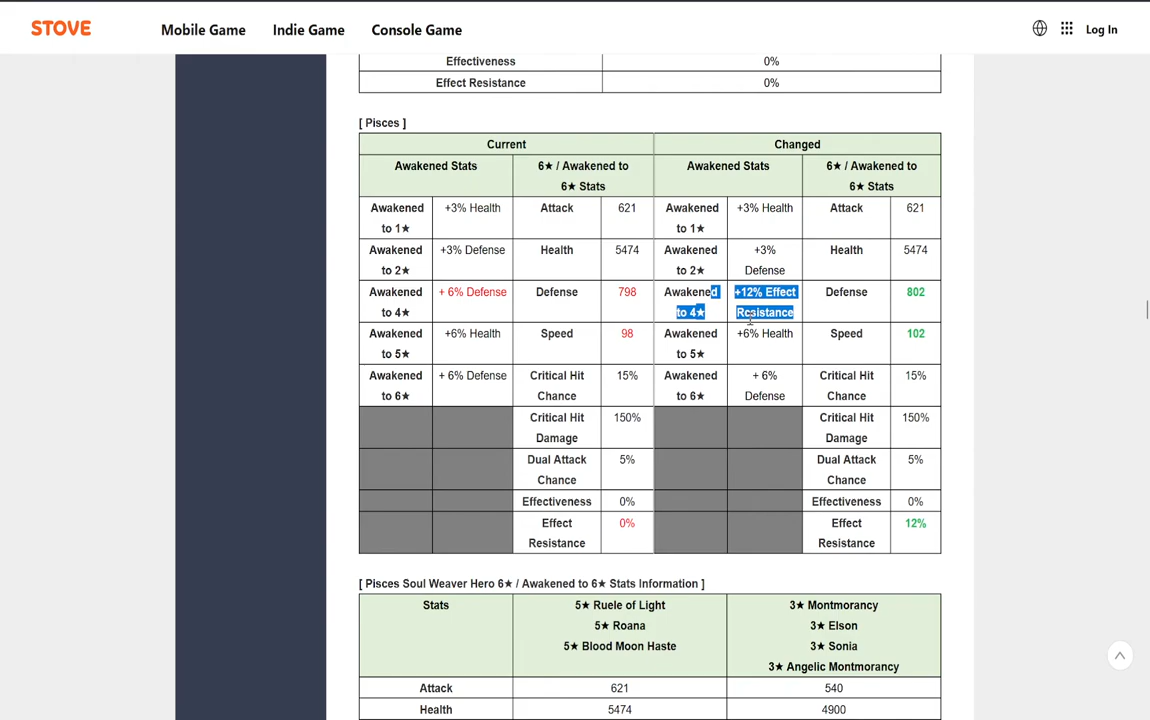 STOVE
Mobile Game
Indie Game
Console Game
Log In
Effectiveness 0%
Effect Resistance 0%
[ Pisces ]
Current Changed
Awakened Stats 6★ / Awakened to Awakened Stats 6★ / Awakened to
6★ Stats 6★ Stats
Awakened +3% Health Attack 621 Awakened +3% Health Attack 621
to 1★ to 1★
Awakened +3% Defense Health 5474 Awakened +3% Health 5474
to 2★ to 2★ Defense
Awakened + 6% Defense Defense 798 Awakened +12% Effect Defense 802
to 4★ to 4★ Resistance
Awakened +6% Health Speed 98 Awakened +6% Health Speed 102
to 5★ to 5★
Awakened + 6% Defense Critical Hit 15% Awakened + 6% Critical Hit 15%
to 6★ Chance to 6★ Defense Chance
Critical Hit 150% Critical Hit 150%
Damage Damage
Dual Attack 5% Dual Attack 5%
Chance Chance
Effectiveness 0% Effectiveness 0%
Effect 0% Effect 12%
Resistance Resistance
[ Pisces Soul Weaver Hero 6★ / Awakened to 6★ Stats Information ]
Stats 5★ Ruele of Light 3★ Montmorancy
5★ Roana 3★ Elson
5★ Blood Moon Haste 3★ Sonia
3★ Angelic Montmorancy
Attack 621 540
Health 5474 4900